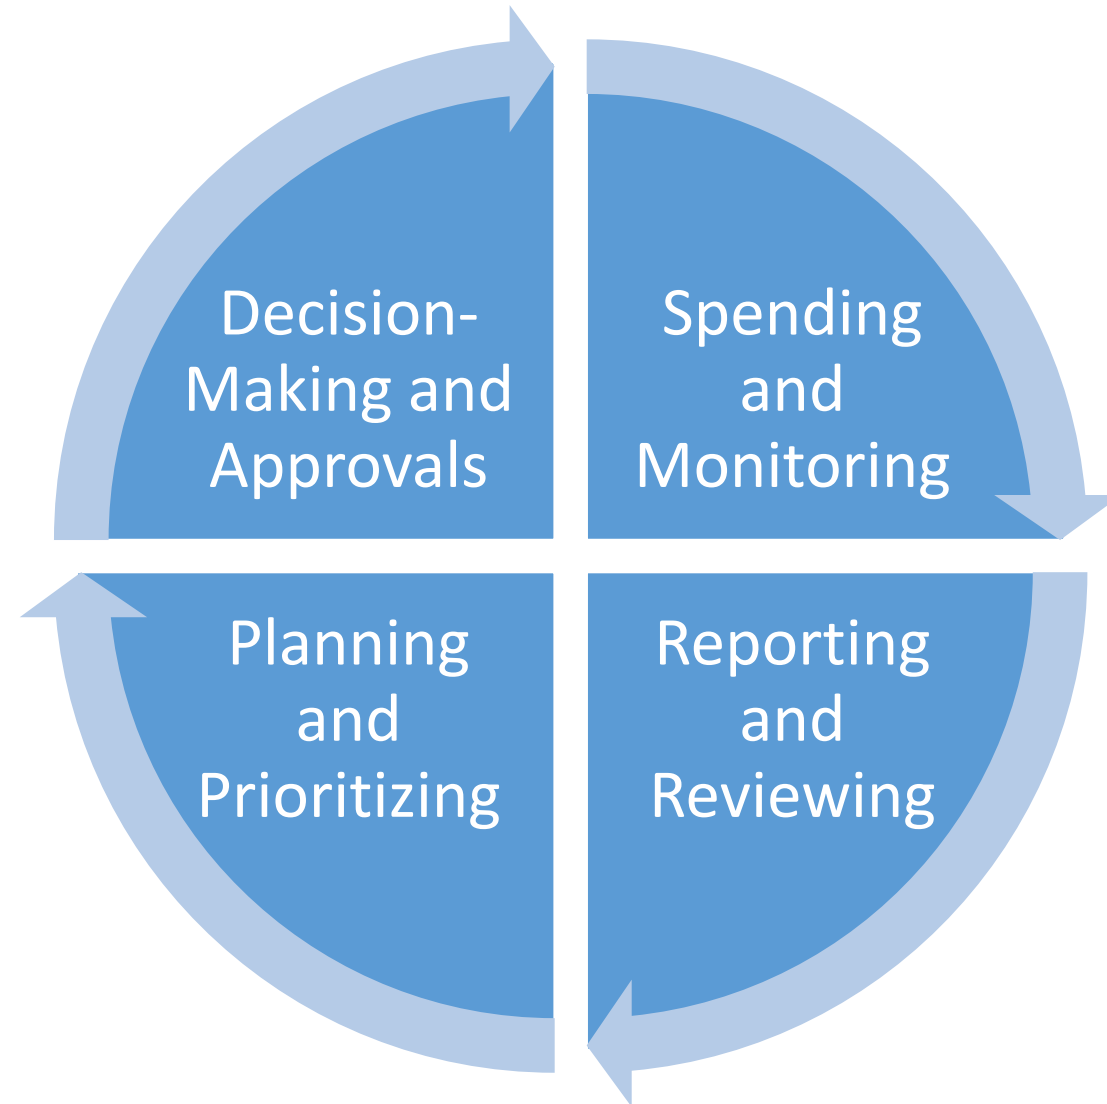 Decision-
Making and
Approvals
Spending
and
Monitoring
Planning
and
Prioritizing
Reporting
and
Reviewing